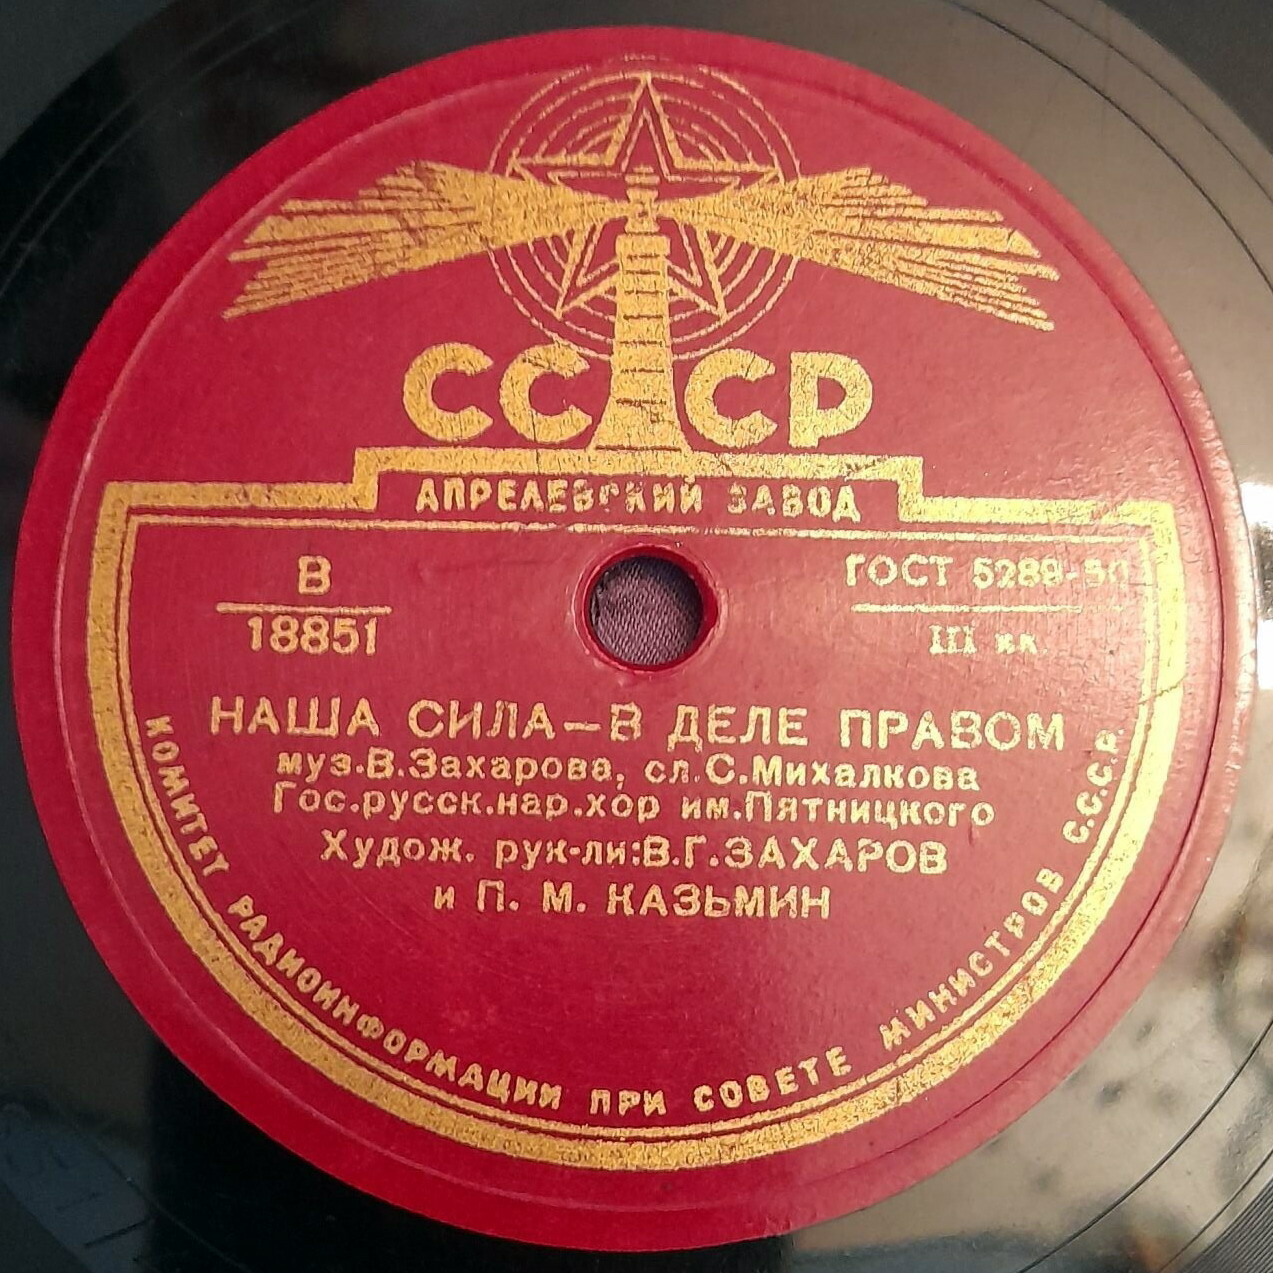 СССР
АПРЕЛЕВСКИЙ ЗАВОД
В
18851
ГОСТ 5289-50
III кл.
НАША СИЛА — В ДЕЛЕ ПРАВОМ
муз.В.Захарова, сл.С.Михалкова
Гос.русск.нар.хор им.Пятницкого
Худож. рук-ли:В.Г.ЗАХАРОВ
и П. М. КАЗЬМИН
КОМИТЕТ РАДИОИНФОРМАЦИИ ПРИ СОВЕТЕ МИНИСТРОВ С.С.С.Р.